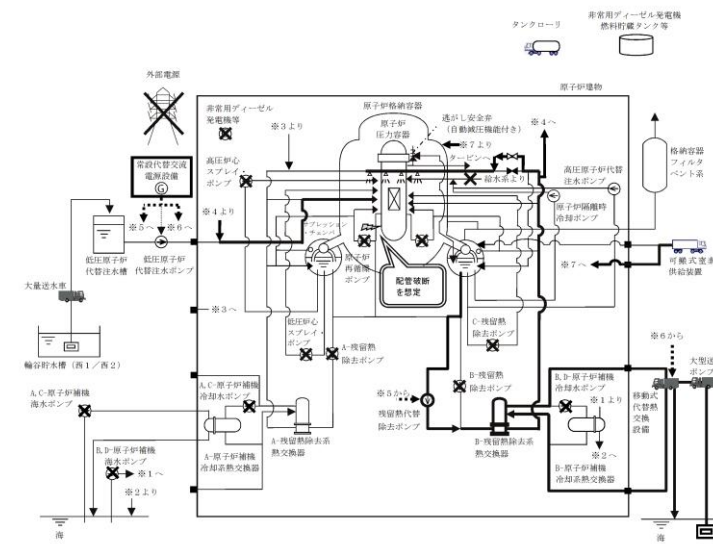 タンクローリ
非常用ディーゼル発電機
燃料貯蔵タンク等
外部電源
原子炉建物
非常用ディーゼル
発電機等
※3より
原子炉格納容器
原子炉
圧力容器
逃がし安全弁
(自動減圧機能付き)
※7より
タービンへ
※4へ
給水系より
高圧原子炉代替
注水ポンプ
格納容器
フィルタ
ベント系
常設代替交流
電源設備
G
高圧炉心
スプレイ・
ポンプ
※4より
※5へ
※6へ
低圧原子炉
代替注水槽
低圧原子炉
代替注水ポンプ
サプレッション
・チェンバ
原子炉
再循環
ポンプ
原子炉隔離時
冷却ポンプ
※7へ
可搬式窒素
供給装置
配管破断
を想定
大量送水車
※3へ
輪谷貯水槽(西1/西2)
低圧炉心
スプレイ・
ポンプ
A-残留熱
除去ポンプ
C-残留熱
除去ポンプ
B-残留熱
除去ポンプ
※6から
大型送
ポンプ
移動式
代替熱
交換
設備
※5から
残留熱代替
除去ポンプ
A,C-原子炉補機
海水ポンプ
A,C-原子炉補機
冷却水ポンプ
B,D-原子炉補機
冷却水ポンプ
※1より
※2へ
B,D-原子炉補機
海水ポンプ
※1へ
※2より
A-原子炉補機
冷却系熱交換器
A-残留熱除去系
熱交換器
B-残留熱除去系
熱交換器
B-原子炉補機
冷却系熱交換器
海
海